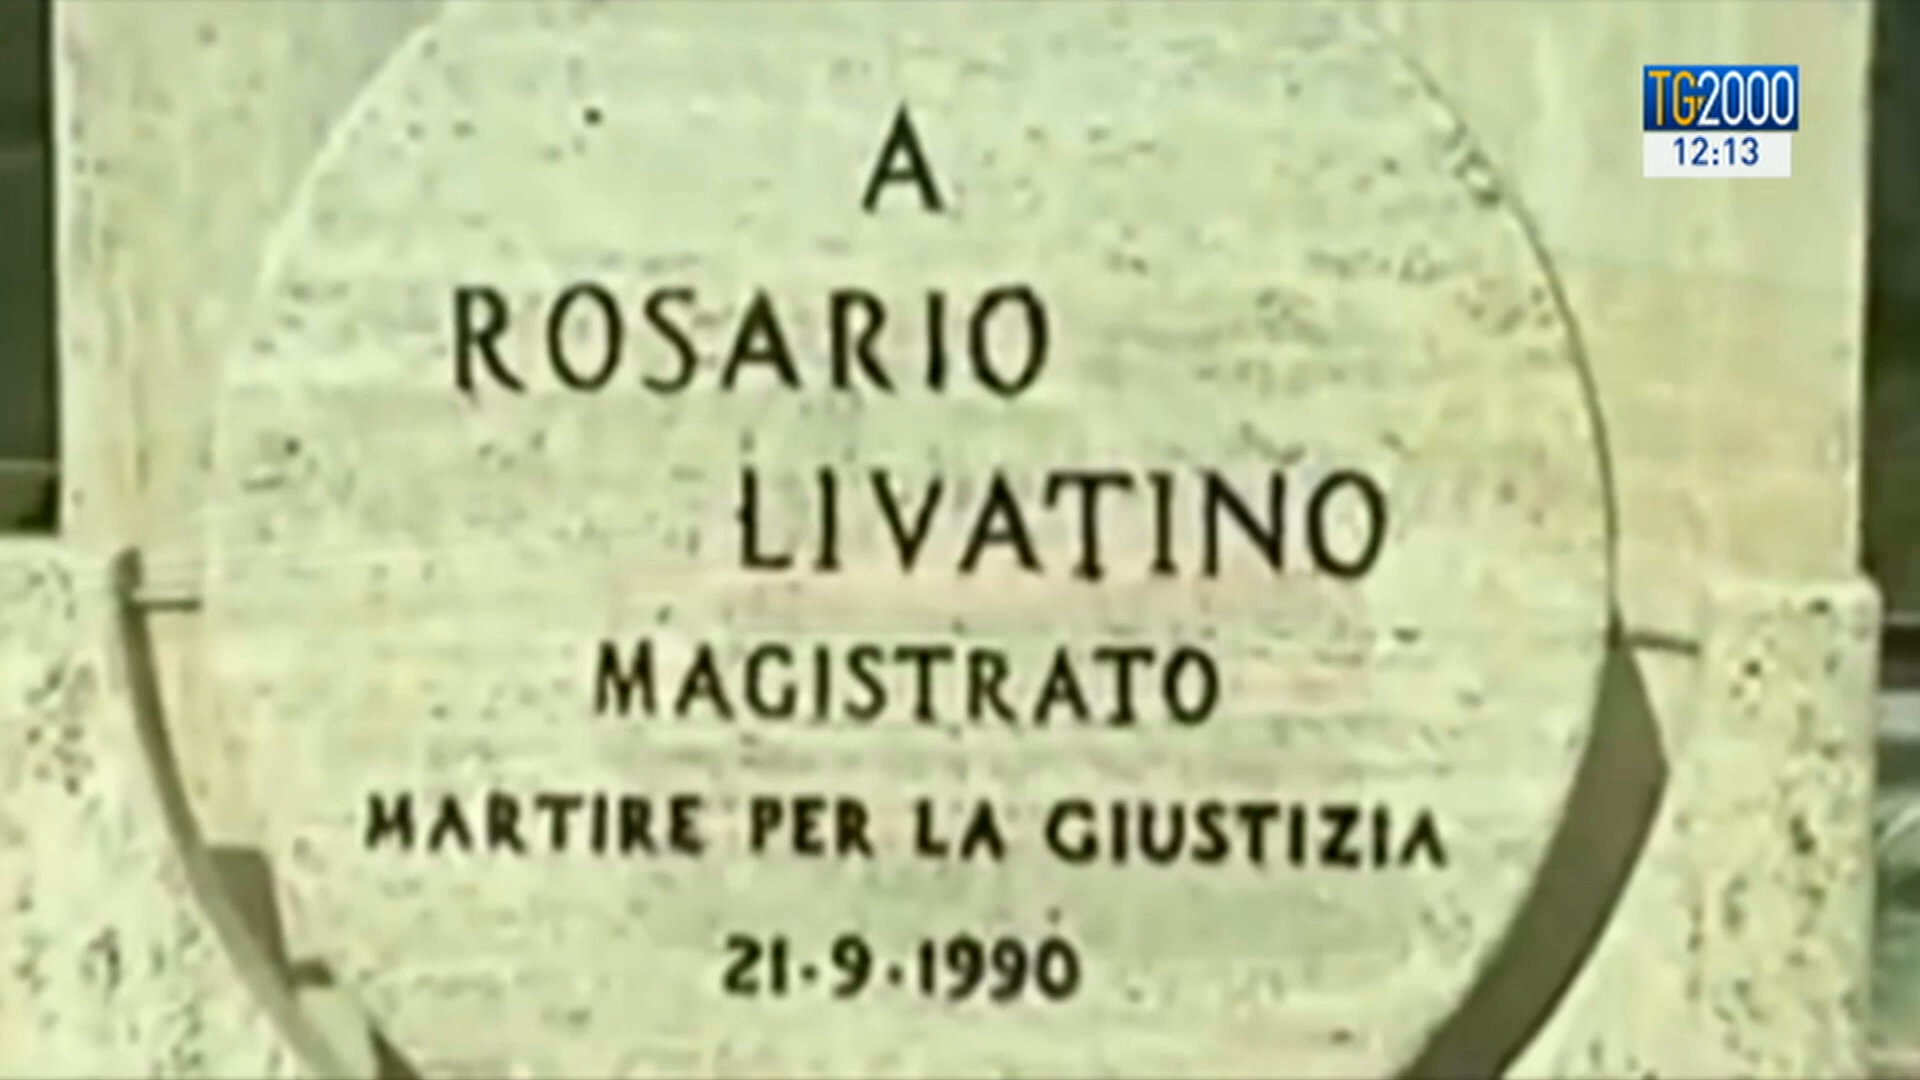 TG2000
12:13
A
ROSARIO
LIVATINO
MAGISTRATO
MARTIRE PER LA GIUSTIZIA
21·9·1990